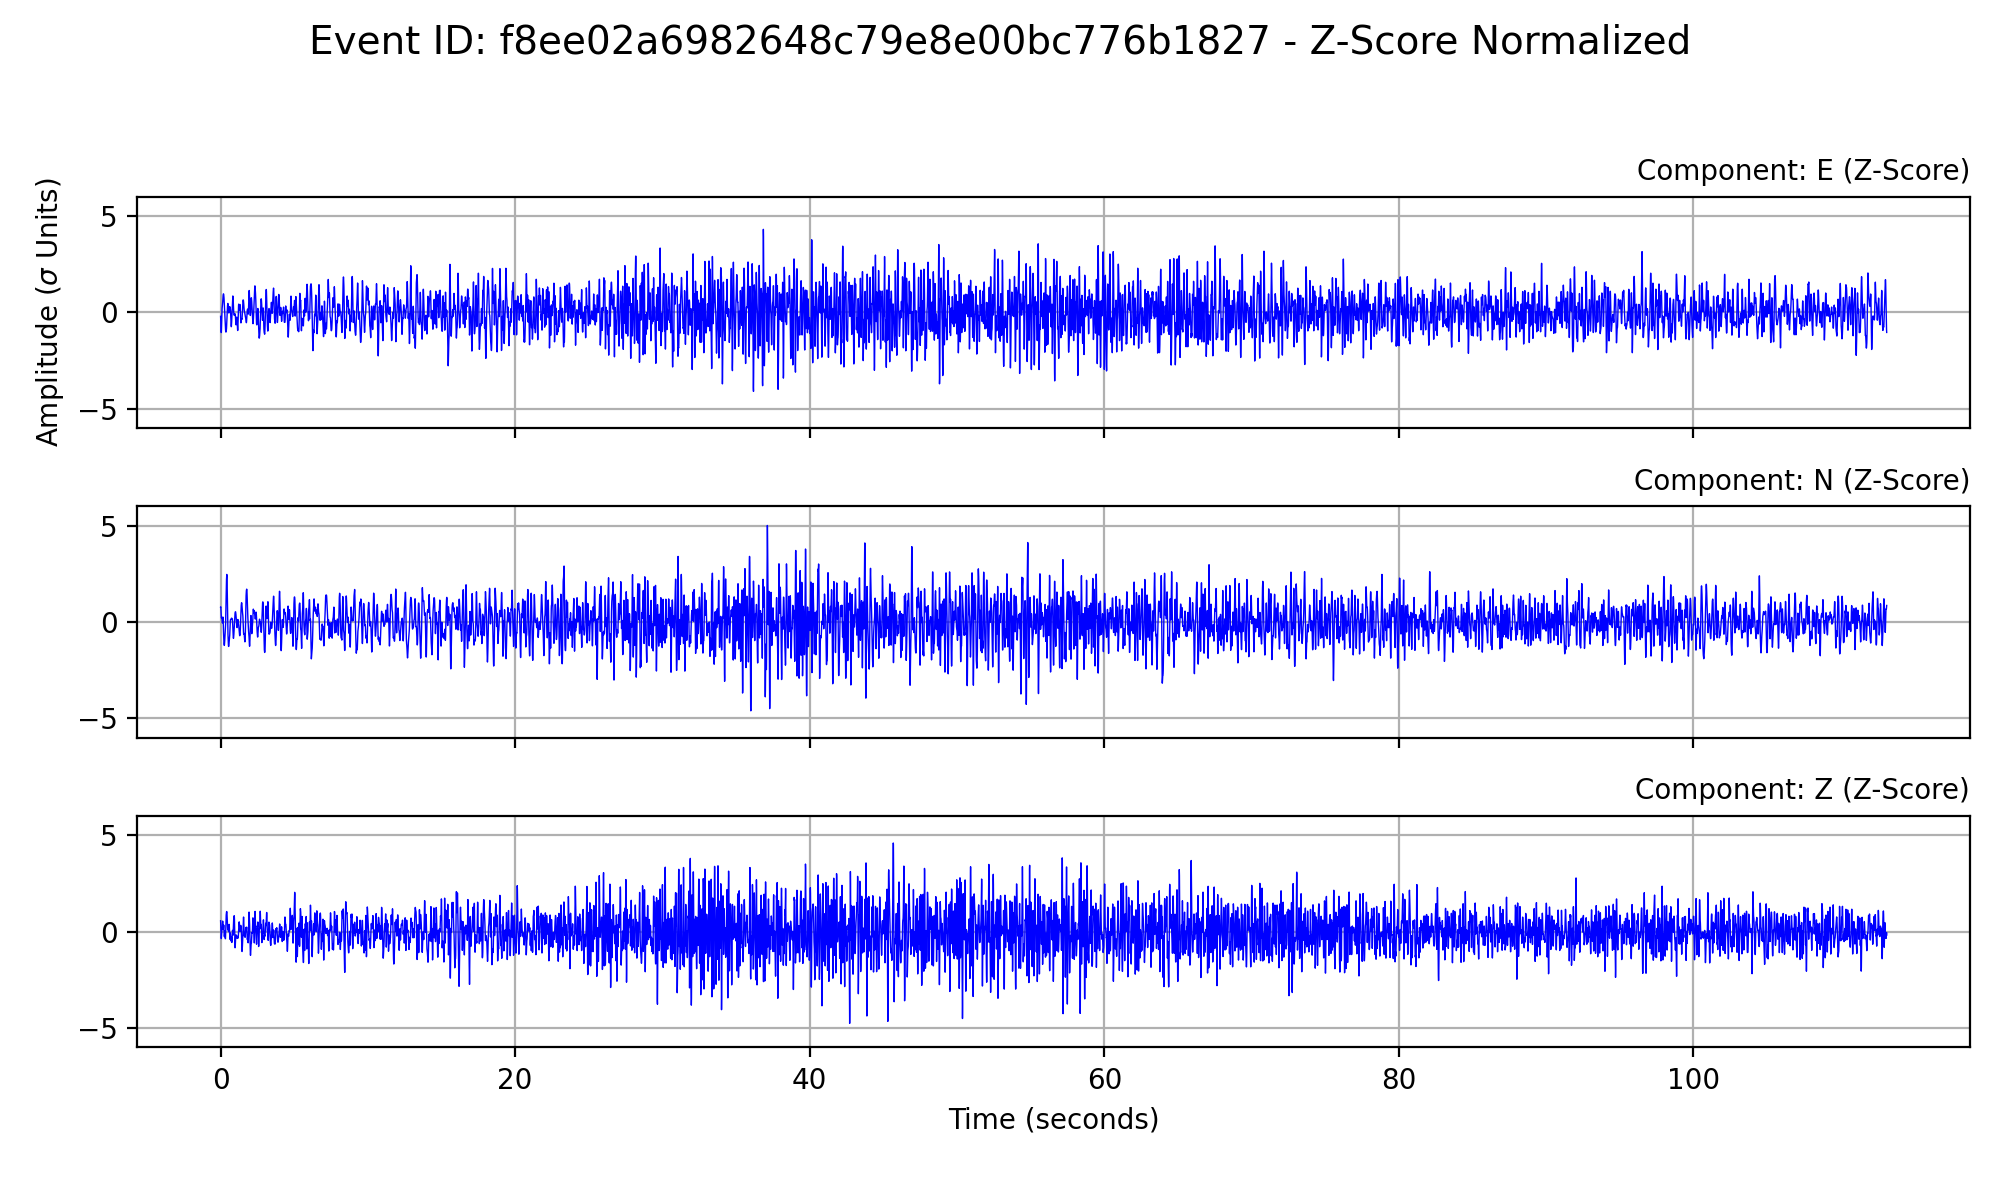 Event ID: f8ee02a6982648c79e8e00bc776b1827 - Z-Score Normalized
Component: E (Z-Score)
Amplitude (σ Units)
5
0
−5
Component: N (Z-Score)
5
0
−5
Component: Z (Z-Score)
5
0
−5
0 20 40 60 80 100
Time (seconds)